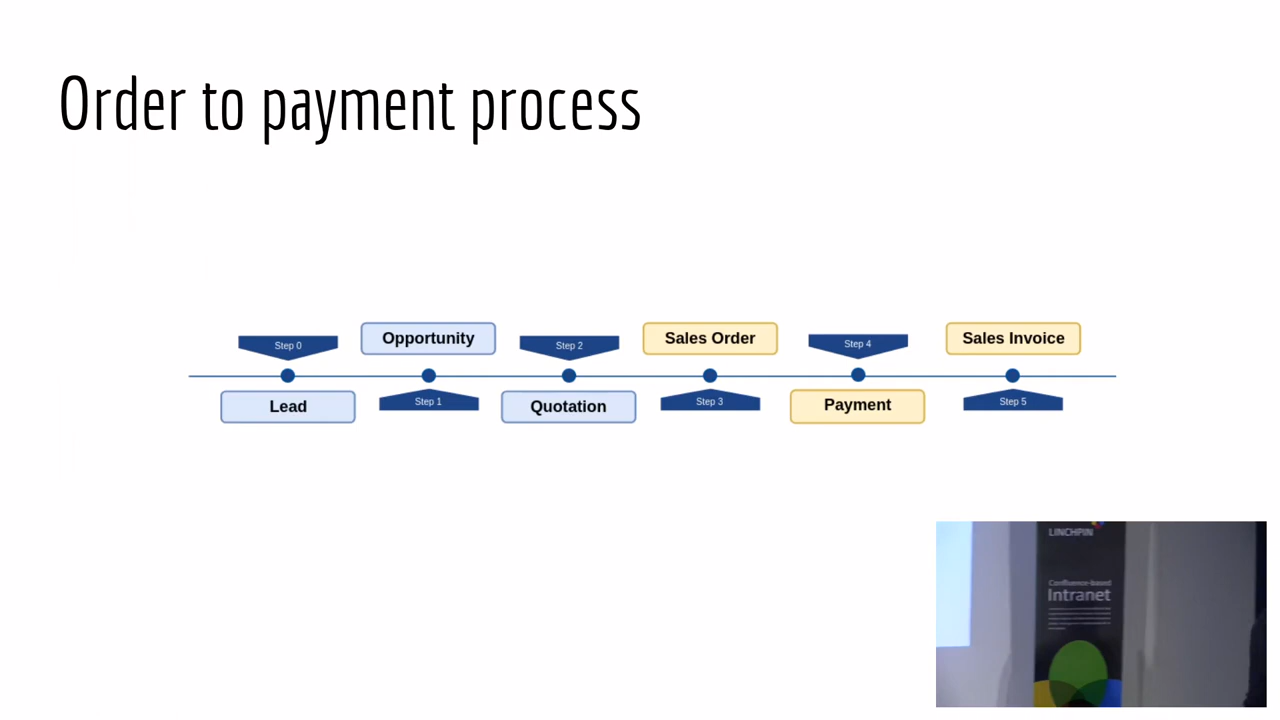 Order to payment process
Step 0
Opportunity
Step 2
Sales Order
Step 4
Sales Invoice
Lead
Step 1
Quotation
Step 3
Payment
Step 5
LINCHPIN
Confluence-based
Intranet